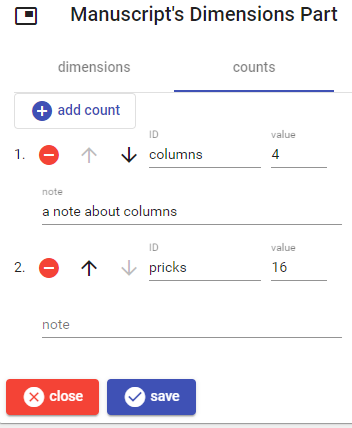 Manuscript's Dimensions Part
dimensions counts
add count
ID value
1. columns 4
note
a note about columns
ID value
2. pricks 16
note
close save